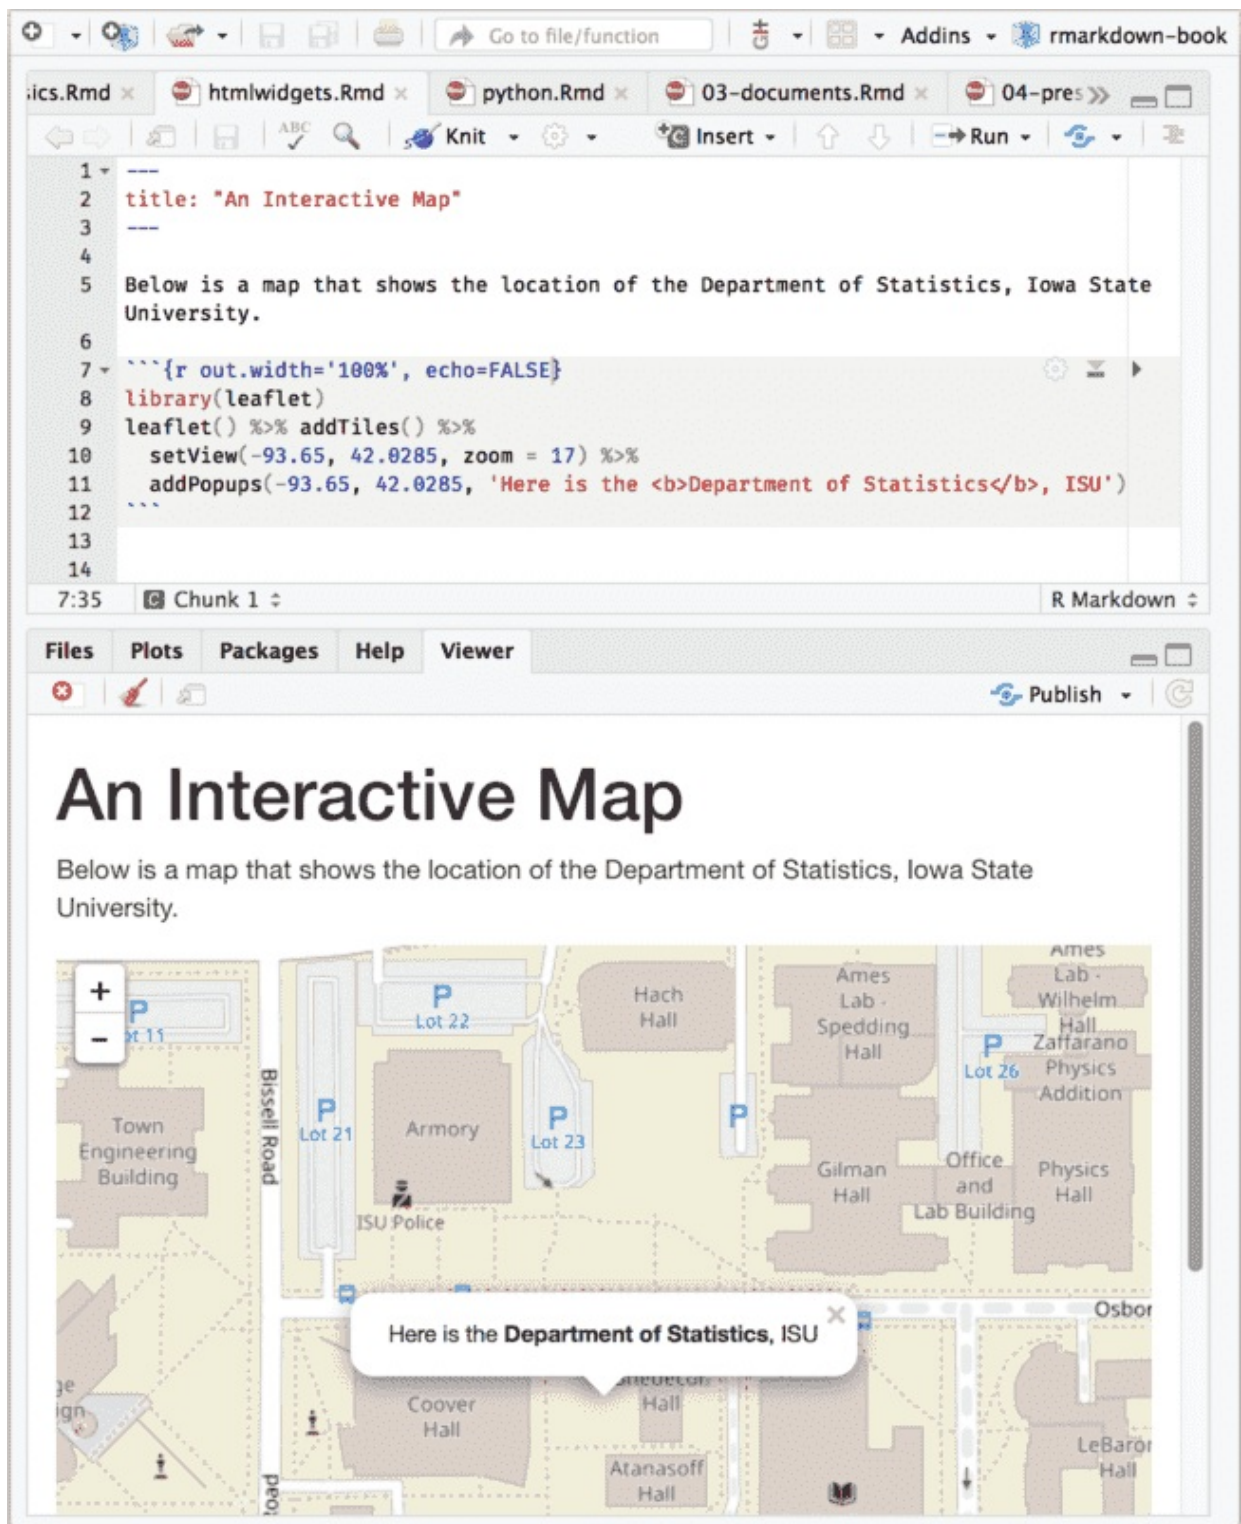 Go to file/function
Addins
rmarkdown-book
ics.Rmd
htmlwidgets.Rmd
python.Rmd
03-documents.Rmd
04-pres
ABC
Knit
Insert
Run
1 ---
2 title: "An Interactive Map"
3 ---
4
5 Below is a map that shows the location of the Department of Statistics, Iowa State
University.
6
7 ```{r out.width='100%', echo=FALSE}
8 library(leaflet)
9 leaflet() %>% addTiles() %>%
10 setView(-93.65, 42.0285, zoom = 17) %>%
11 addPopups(-93.65, 42.0285, 'Here is the <b>Department of Statistics</b>, ISU')
12 ```
13
14
7:35
Chunk 1
R Markdown
Files
Plots
Packages
Help
Viewer
Publish
An Interactive Map
Below is a map that shows the location of the Department of Statistics, Iowa State
University.
+
−
P
11
P
Lot 22
Hach
Hall
Ames
Lab -
Spedding
Hall
Ames
Lab -
Wilhelm
Hall
Zaffarano
Physics
Addition
P
Lot 26
Bissell Road
P
Lot 21
Armory
P
Lot 23
P
Town
Engineering
Building
ISU Police
Gilman
Hall
Office
and
Lab Building
Physics
Hall
Osbor
Here is the Department of Statistics, ISU
×
ge
ign
Coover
Hall
Hall
Atanasoff
Hall
LeBaron
Hall